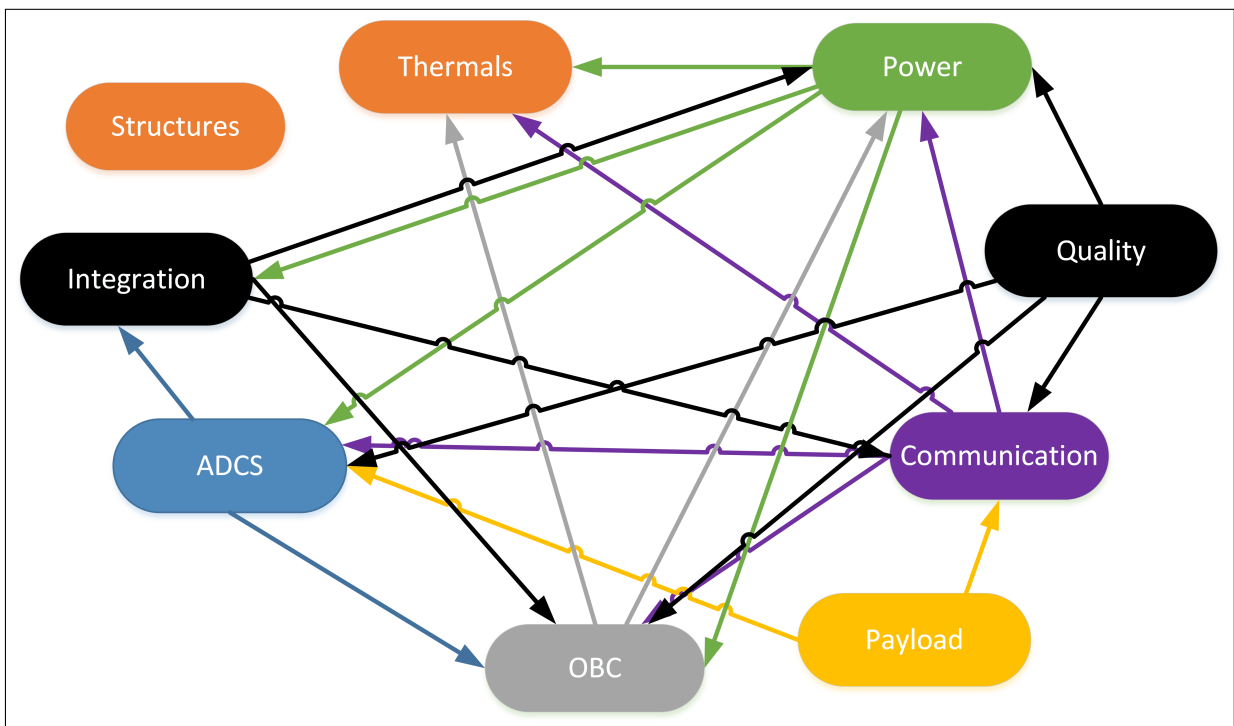 Thermals
Power
Structures
Quality
Integration
Communication
ADCS
Payload
OBC